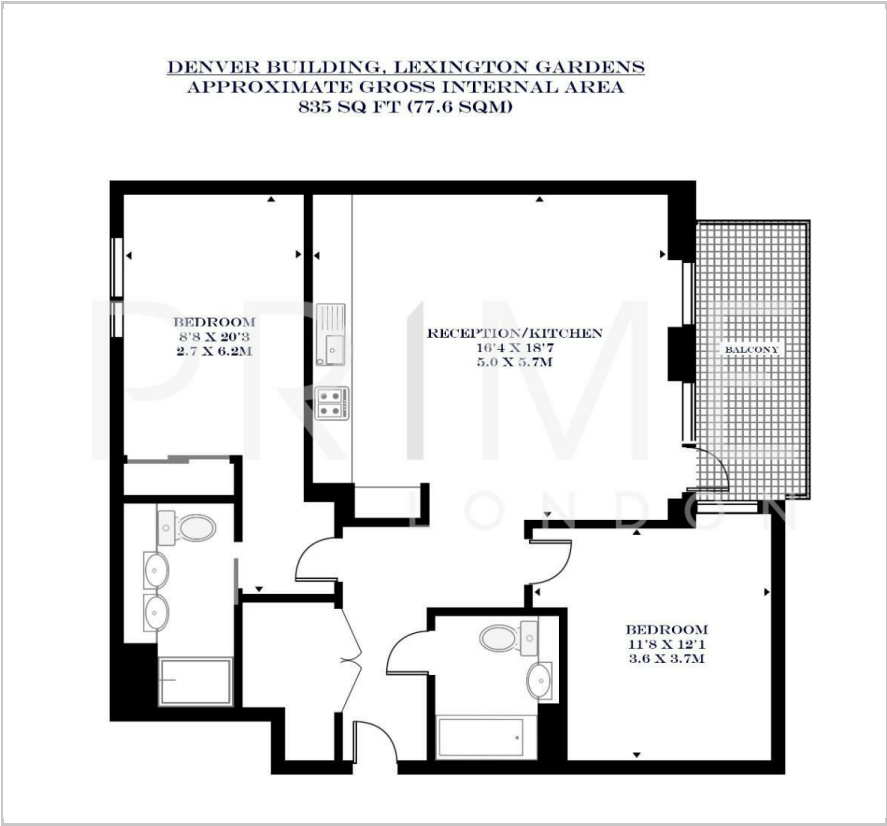 DENVER BUILDING, LEXINGTON GARDENS
APPROXIMATE GROSS INTERNAL AREA
835 SQ FT (77.6 SQM)
BEDROOM
8'8 X 20'3
2.7 X 6.2M
RECEPTION/KITCHEN
16'4 X 18'7
5.0 X 5.7M
BALCONY
PRIME
LONDON
BEDROOM
11'8 X 12'1
3.6 X 3.7M